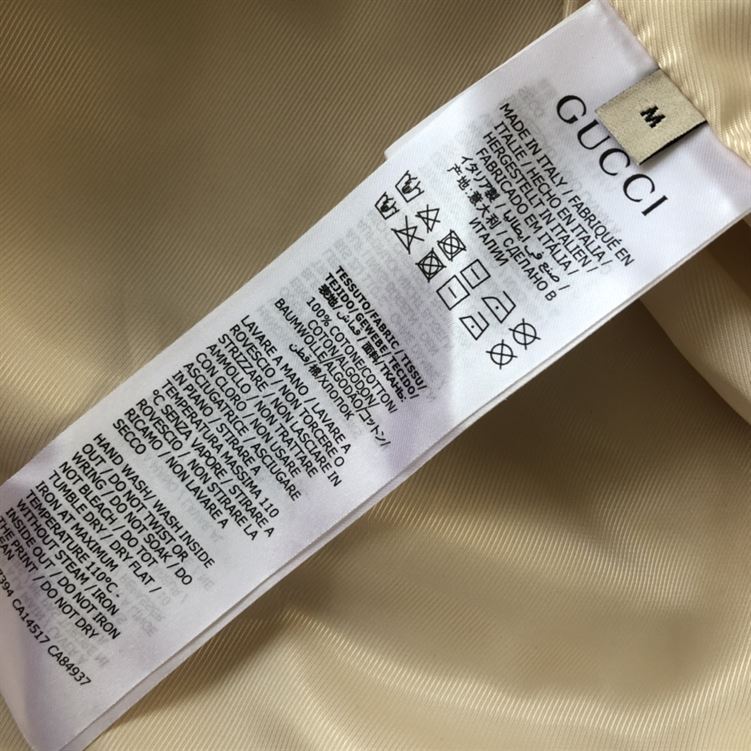 M
GUCCI
MADE IN ITALY / FABRIQUÉ EN
ITALIE / HECHO EN ITALIA /
HERGESTELLT IN ITALIEN /
FABRICADO EM ITÁLIA /
イタリア製 / صنع في إيطاليا /
产地:意大利 / СДЕЛАНО В
ИТАЛИИ
TESSUTO/FABRIC/TISSU/
TEJIDO/GEWEBE/TECIDO/
表地/قماش/面料/ТКАНЬ:
100% COTONE/COTTON/
COTON/ALGODON/
BAUMWOLLE/ALGODÃO/コットン/
قطن/棉/ХЛОПОК
LAVARE A MANO / LAVARE A
ROVESCIO / NON TORCERE O
STRIZZARE / NON LASCIARE IN
AMMOLLO / NON TRATTARE
CON CLORO / NON USARE
ASCIUGATRICE / ASCIUGARE
IN PIANO / STIRARE A
TEMPERATURA MASSIMA 110
°C SENZA VAPORE / STIRARE A
ROVESCIO / NON STIRARE LA
RICAMO / NON LAVARE A
SECCO
HAND WASH / WASH INSIDE
OUT / DO NOT TWIST OR
WRING / DO NOT SOAK / DO
NOT BLEACH / DO TOT
TUMBLE DRY / DRY FLAT /
IRON AT MAXIMUM
TEMPERATURE 110°C -
WITHOUT STEAM / IRON
INSIDE OUT / DO NOT IRON
THE PRINT / DO NOT DRY
EAN
7394 CA14517 CA84937